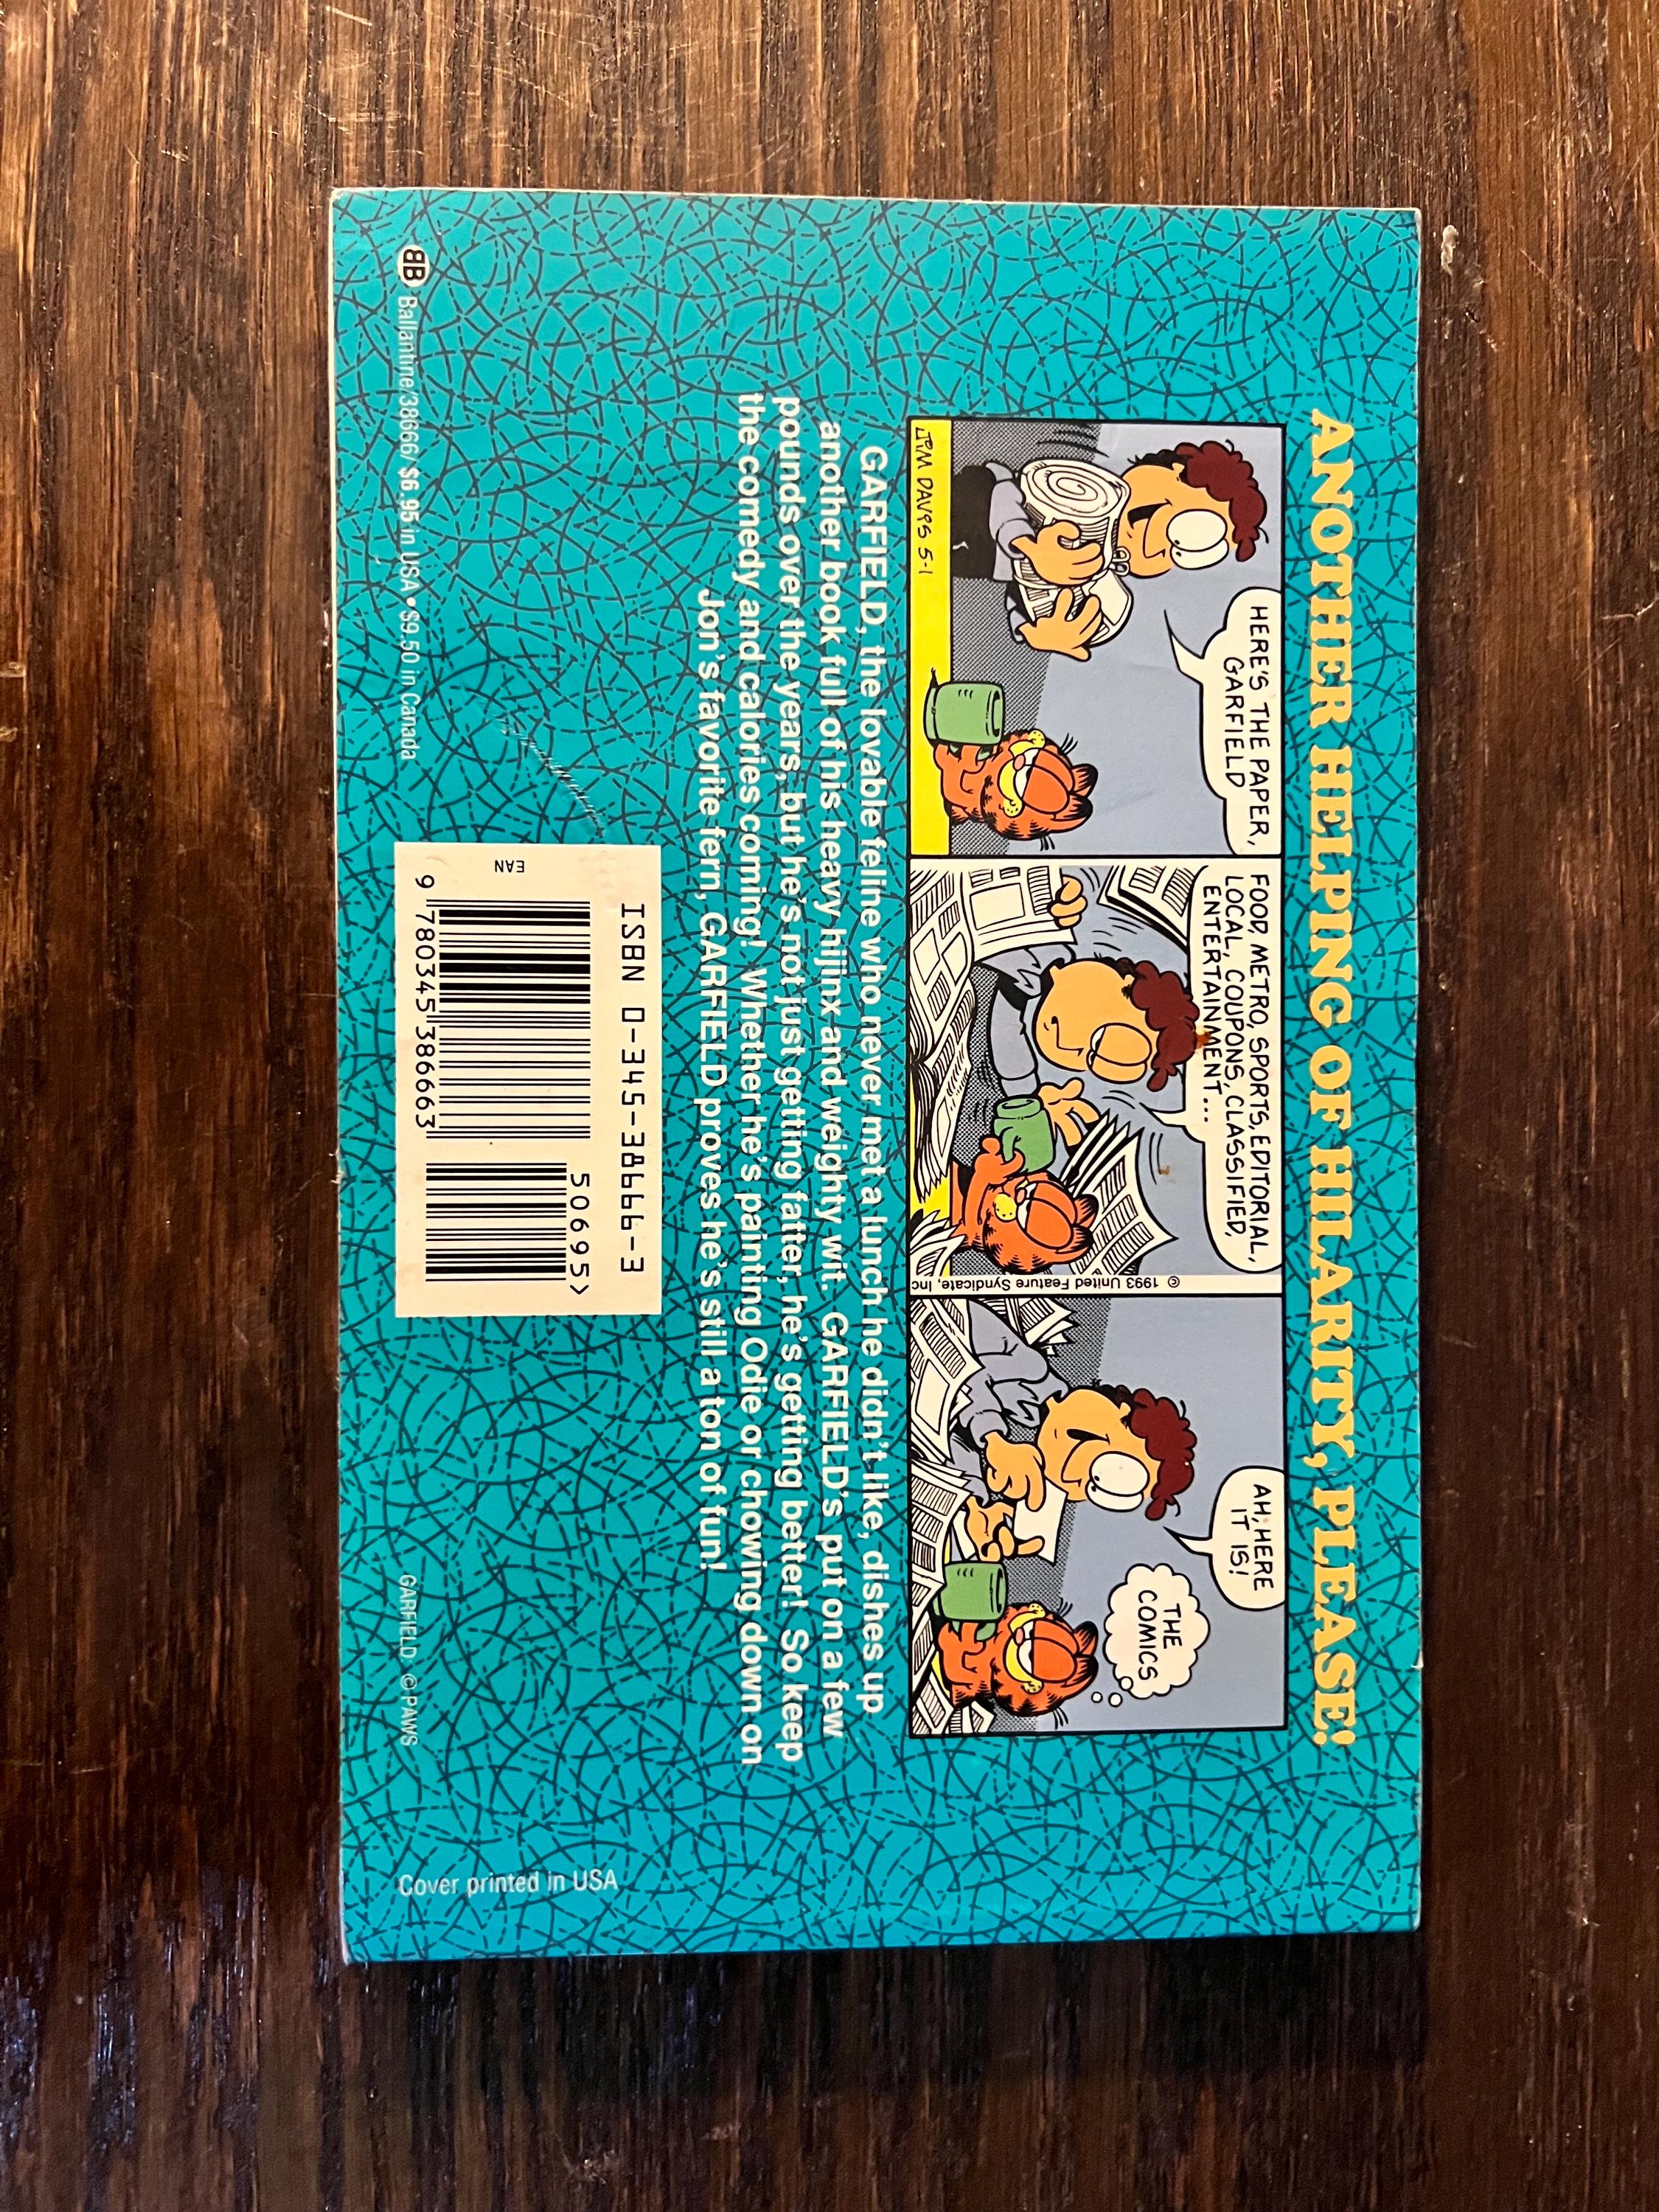 ANOTHER HELPING OF HILARITY, PLEASE!
HERE'S THE PAPER,
GARFIELD
JIM DAVIS 5-1
FOOD, METRO, SPORTS, EDITORIAL,
LOCAL, COUPONS, CLASSIFIED,
ENTERTAINMENT...
© 1993 United Feature Syndicate, Inc
AH, HERE
IT IS!
THE
COMICS
GARFIELD, the lovable feline who never met a lunch he didn't like, dishes up
another book full of his heavy hijinx and weighty wit. GARFIELD's put on a few
pounds over the years, but he's not just getting fatter, he's getting better! So keep
the comedy and calories coming! Whether he's painting Odie or chowing down on
Jon's favorite fern, GARFIELD proves he's still a ton of fun!
ISBN 0-345-38666-3
50695>
EAN
9 780345 386663
BB Ballantine/38666/ $6.95 in USA • $9.50 in Canada
GARFIELD: © PAWS
Cover printed in USA